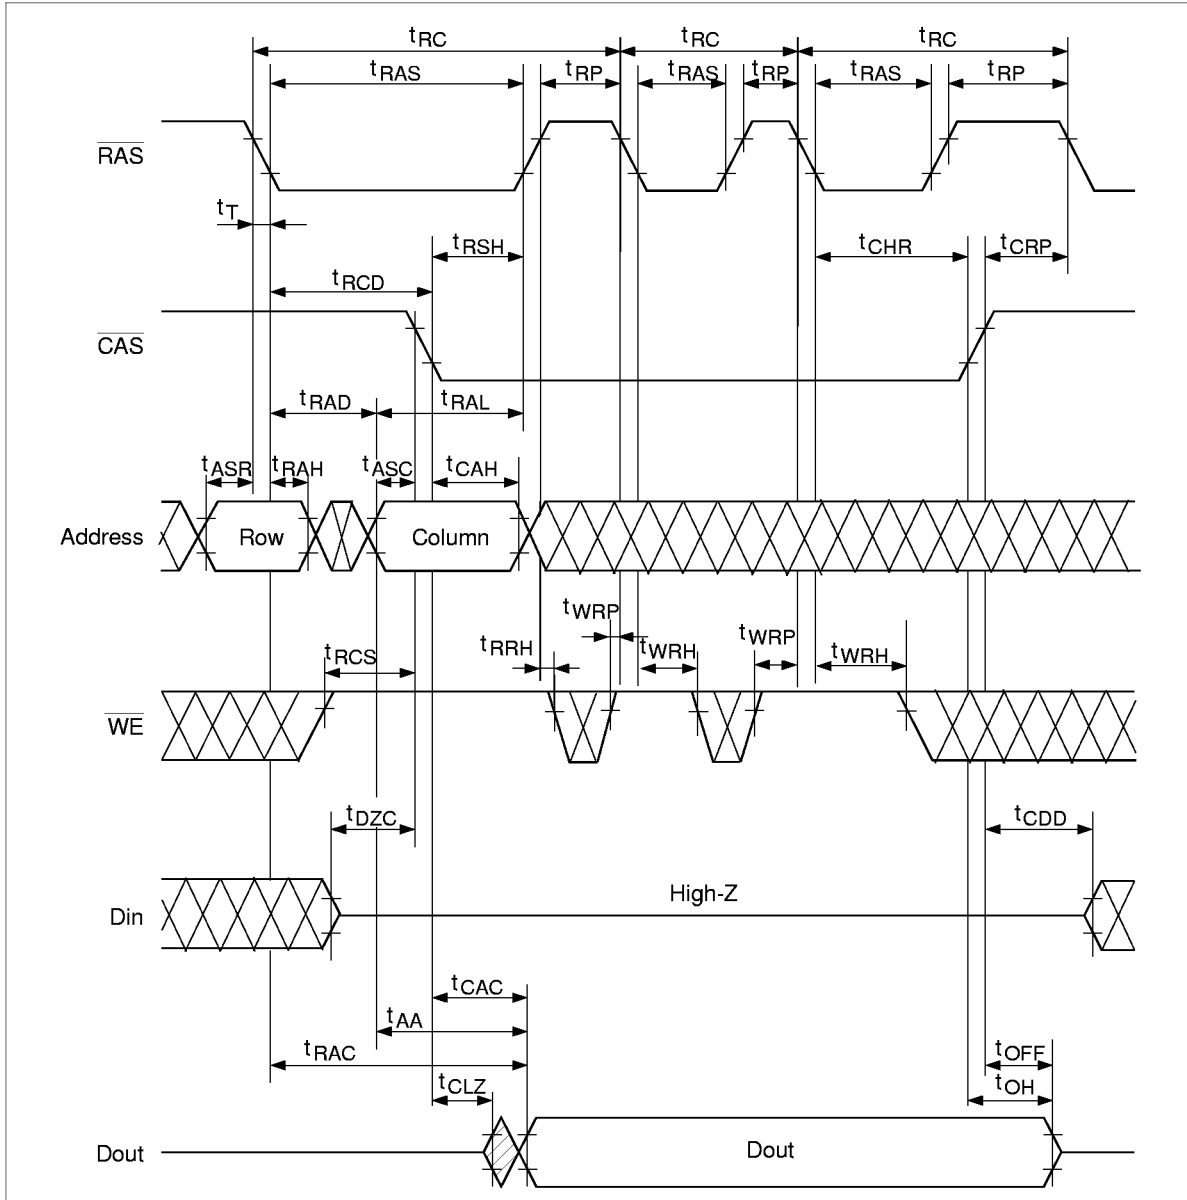 tRC tRC tRC
tRAS tRP tRAS tRP tRAS tRP
RAS
tT
tRSH tCHR tCRP
tRCD
CAS
tRAD tRAL
tASR tRAH tASC tCAH
Address Row Column
tWRP
tRRH tWRH tWRP tWRH
tRCS
WE
tDZC tCDD
High-Z
Din
tCAC
tAA
tRAC tOFF
tCLZ tOH
Dout Dout